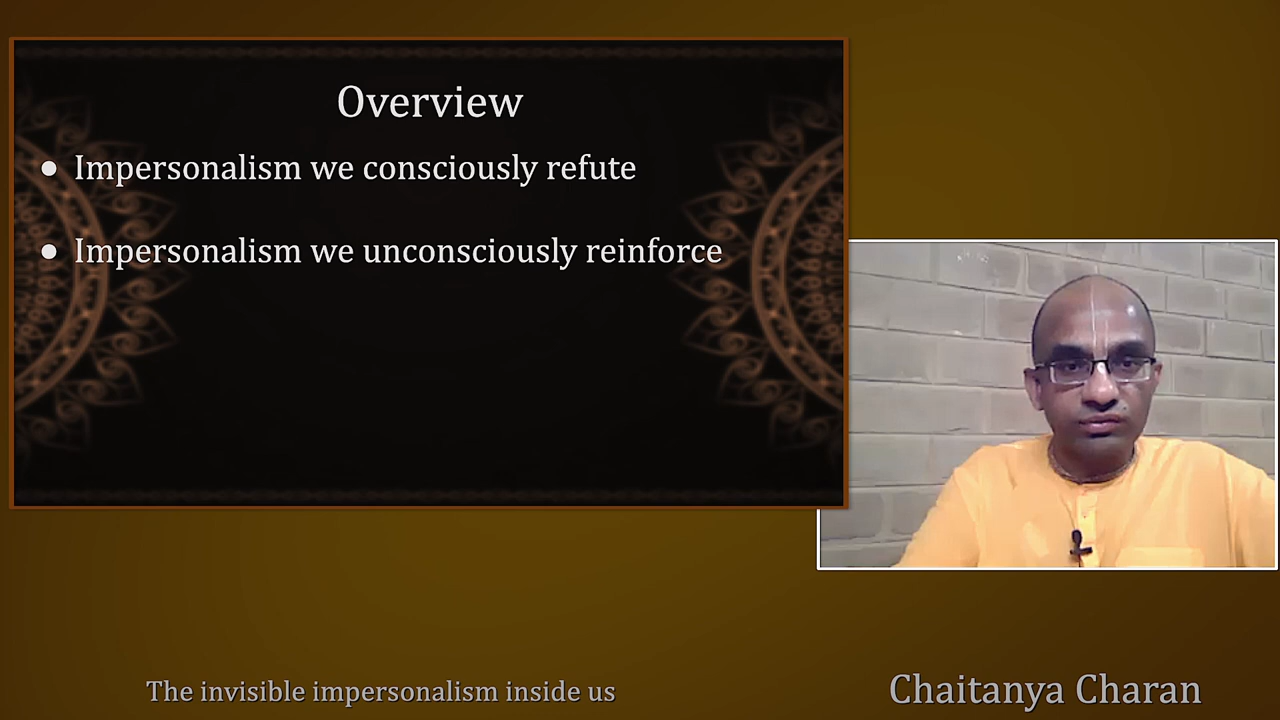 Overview
● Impersonalism we consciously refute
● Impersonalism we unconsciously reinforce
The invisible impersonalism inside us
Chaitanya Charan